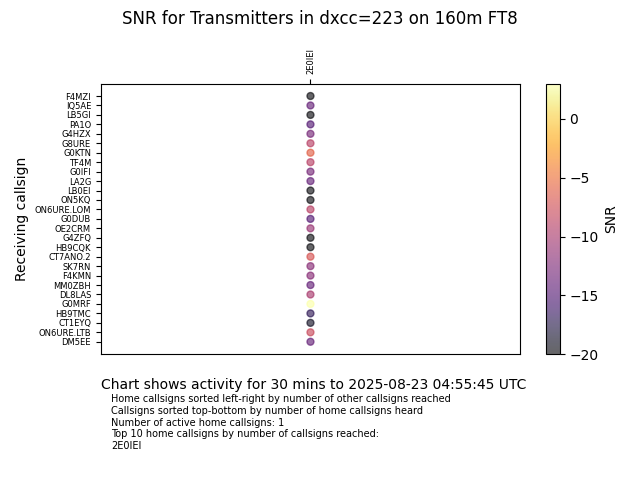 SNR for Transmitters in dxcc=223 on 160m FT8
2E0IEI
F4MZI
IQ5AE
LB5GI
PA1O
G4HZX
G8URE
G0KTN
TF4M
G0IFI
LA2G
LB0EI
ON5KQ
ON6URE.LOM
G0DUB
OE2CRM
G4ZFQ
HB9CQK
CT7ANO.2
SK7RN
F4KMN
MM0ZBH
DL8LAS
G0MRF
HB9TMC
CT1EYQ
ON6URE.LTB
DM5EE
Receiving callsign
0
−5
−10
−15
−20
SNR
Chart shows activity for 30 mins to 2025-08-23 04:55:45 UTC
Home callsigns sorted left-right by number of other callsigns reached
Callsigns sorted top-bottom by number of home callsigns heard
Number of active home callsigns: 1
Top 10 home callsigns by number of callsigns reached:
2E0IEI